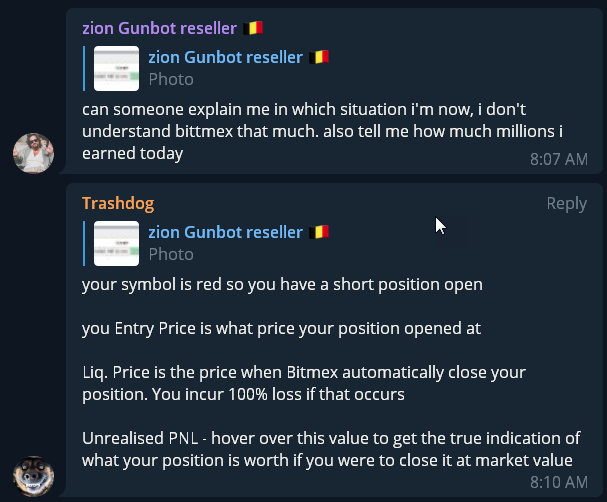 zion Gunbot reseller 🇧🇪
zion Gunbot reseller 🇧🇪
Photo
can someone explain me in which situation i'm now, i don't
understand bittmex that much. also tell me how much millions i
earned today
8:07 AM
Trashdog
Reply
zion Gunbot reseller 🇧🇪
Photo
your symbol is red so you have a short position open
you Entry Price is what price your position opened at
Liq. Price is the price when Bitmex automatically close your
position. You incur 100% loss if that occurs
Unrealised PNL - hover over this value to get the true indication of
what your position is worth if you were to close it at market value
8:10 AM